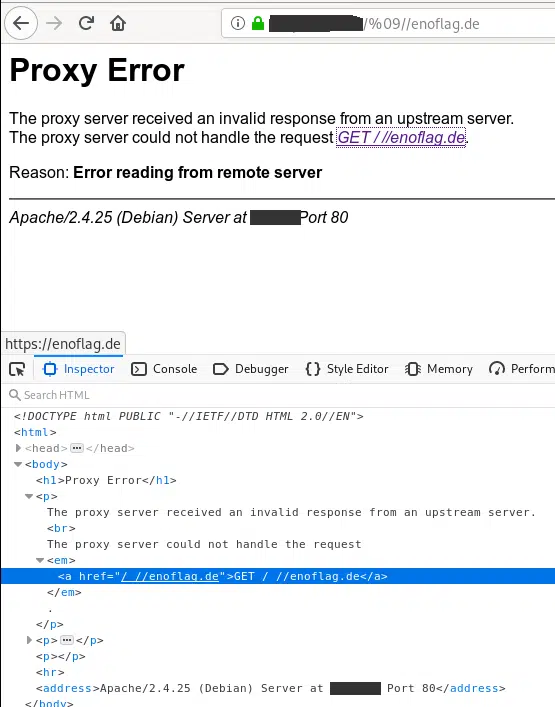 /%09//enoflag.de
Proxy Error
The proxy server received an invalid response from an upstream server.
The proxy server could not handle the request GET / //enoflag.de.
Reason: Error reading from remote server
Apache/2.4.25 (Debian) Server at Port 80
https://enoflag.de
Inspector Console Debugger Style Editor Memory Perform
Search HTML
<!DOCTYPE html PUBLIC "-//IETF//DTD HTML 2.0//EN">
<html>
<head>⋯</head>
<body>
<h1>Proxy Error</h1>
<p>
The proxy server received an invalid response from an upstream server.
<br>
The proxy server could not handle the request
<em>
<a href="/ //enoflag.de">GET / //enoflag.de</a>
</em>
.
</p>
<p>⋯</p>
<p></p>
<hr>
<address>Apache/2.4.25 (Debian) Server at Port 80</address>
</body>